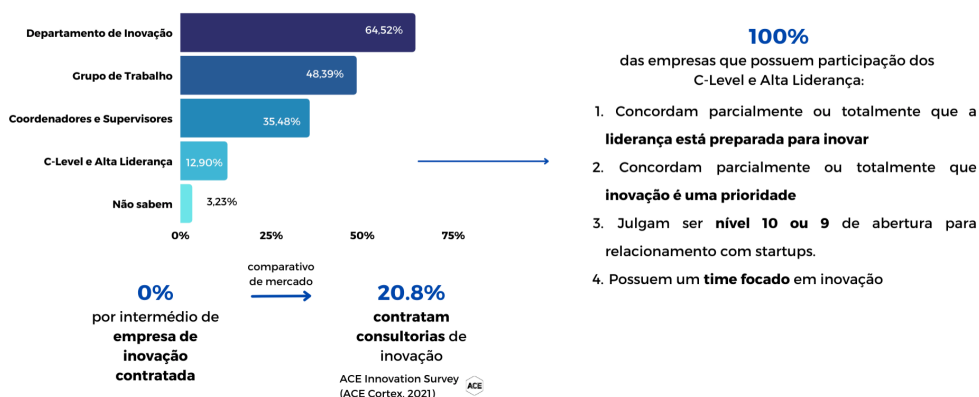 Departamento de Inovação
64,52%
Grupo de Trabalho
48,39%
Coordenadores e Supervisores
35,48%
C-Level e Alta Liderança
12,90%
Não sabem
3,23%
0%
25%
50%
75%
0%
por intermédio de
empresa de
inovação
contratada
comparativo
de mercado
20.8%
contratam
consultorias de
inovação
ACE Innovation Survey
(ACE Cortex, 2021)
ACE
100%
das empresas que possuem participação dos
C-Level e Alta Liderança:
1. Concordam parcialmente ou totalmente que a
liderança está preparada para inovar
2. Concordam parcialmente ou totalmente que
inovação é uma prioridade
3. Julgam ser nível 10 ou 9 de abertura para
relacionamento com startups.
4. Possuem um time focado em inovação